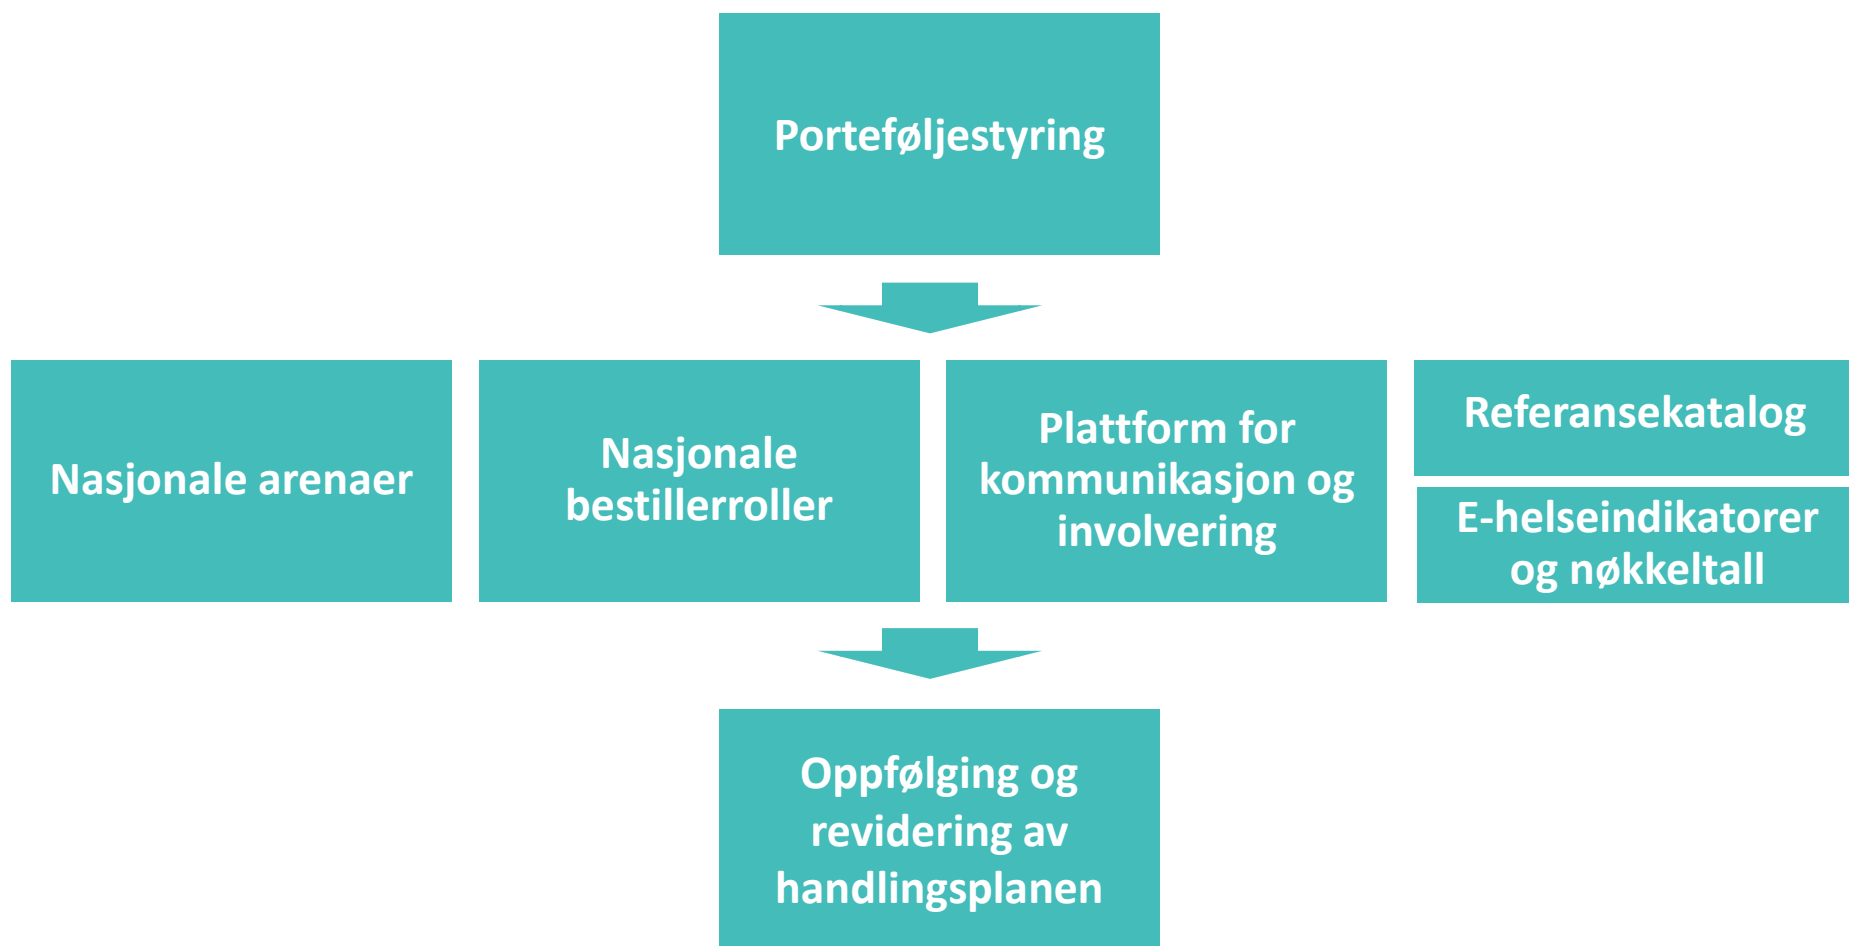 Porteføljestyring
Nasjonale arenaer
Nasjonale
bestillerroller
Plattform for
kommunikasjon og
involvering
Referansekatalog
E-helseindikatorer
og nøkkeltall
Oppfølging og
revidering av
handlingsplanen